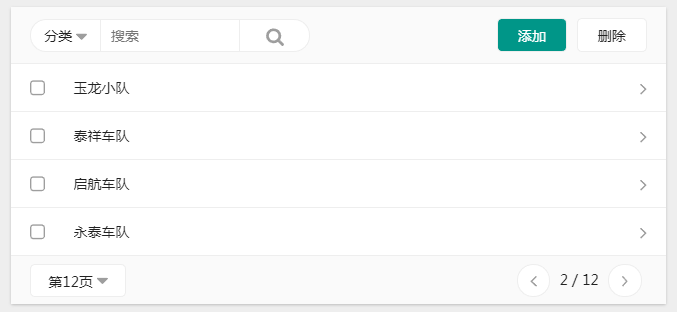 分类 搜索 添加 删除
玉龙小队
泰祥车队
启航车队
永泰车队
第12页 2 / 12